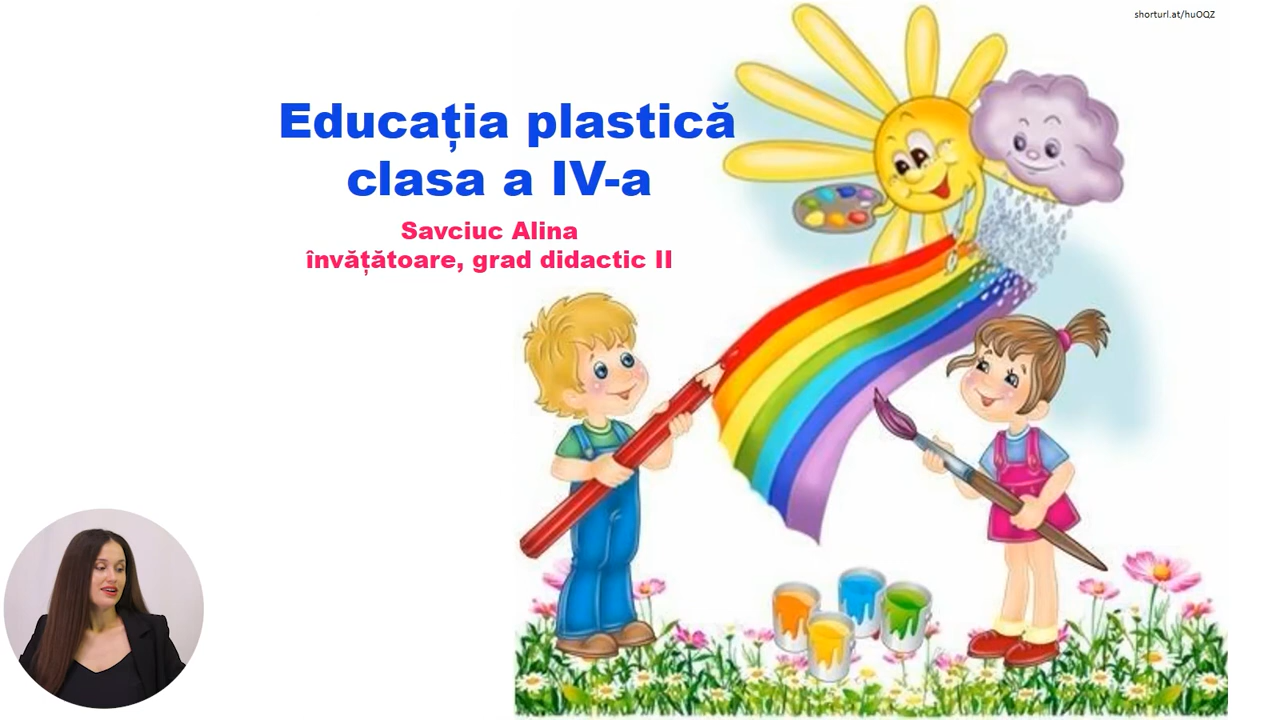 shorturl.at/huOQZ
Educația plastică
clasa a IV-a
Savciuc Alina
învățătoare, grad didactic II